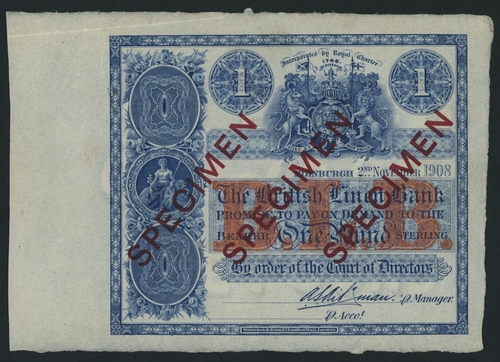 Incorporated by Royal Charter
1746.
1
1
EDINBURGH 2ND NOVEMBER 1908
The British Linen Bank
PROMISE TO PAY ON DEMAND TO THE
BEARER One Pound STERLING.
By order of the Court of Directors
P. Manager.
P. Acco!.
SPECIMEN
SPECIMEN
SPECIMEN